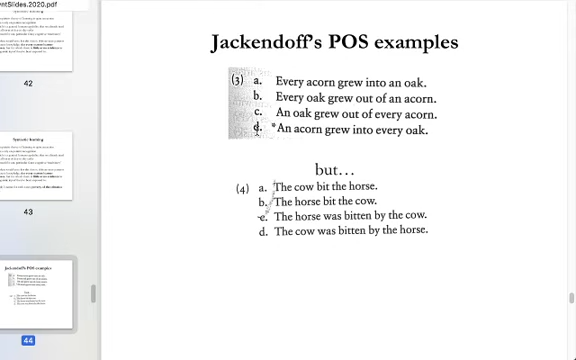 ntSlides.2020.pdf
42
43
44
Jackendoff's POS examples
(3) a. Every acorn grew into an oak.
b. Every oak grew out of an acorn.
c. An oak grew out of every acorn.
d. *An acorn grew into every oak.
but...
(4) a. The cow bit the horse.
b. The horse bit the cow.
c. The horse was bitten by the cow.
d. The cow was bitten by the horse.